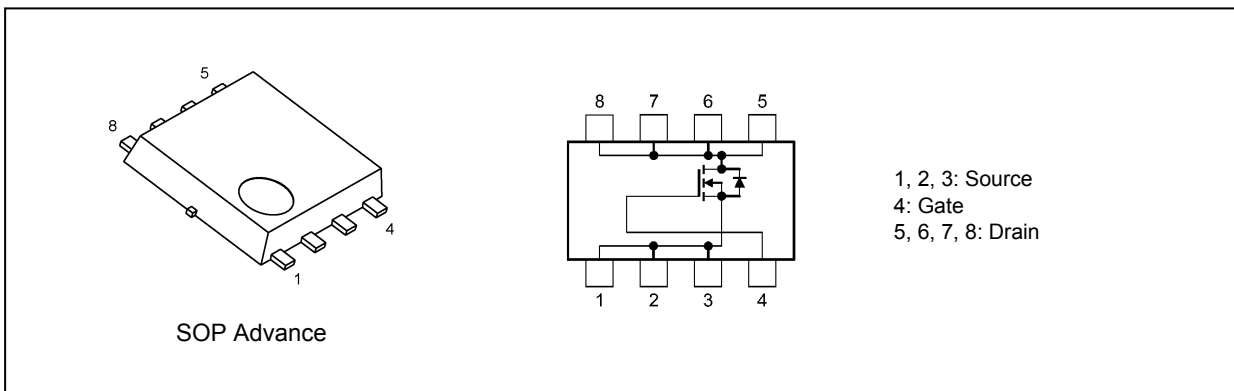 5
8
4
1
SOP Advance
8 7 6 5
1 2 3 4
1, 2, 3: Source
4: Gate
5, 6, 7, 8: Drain